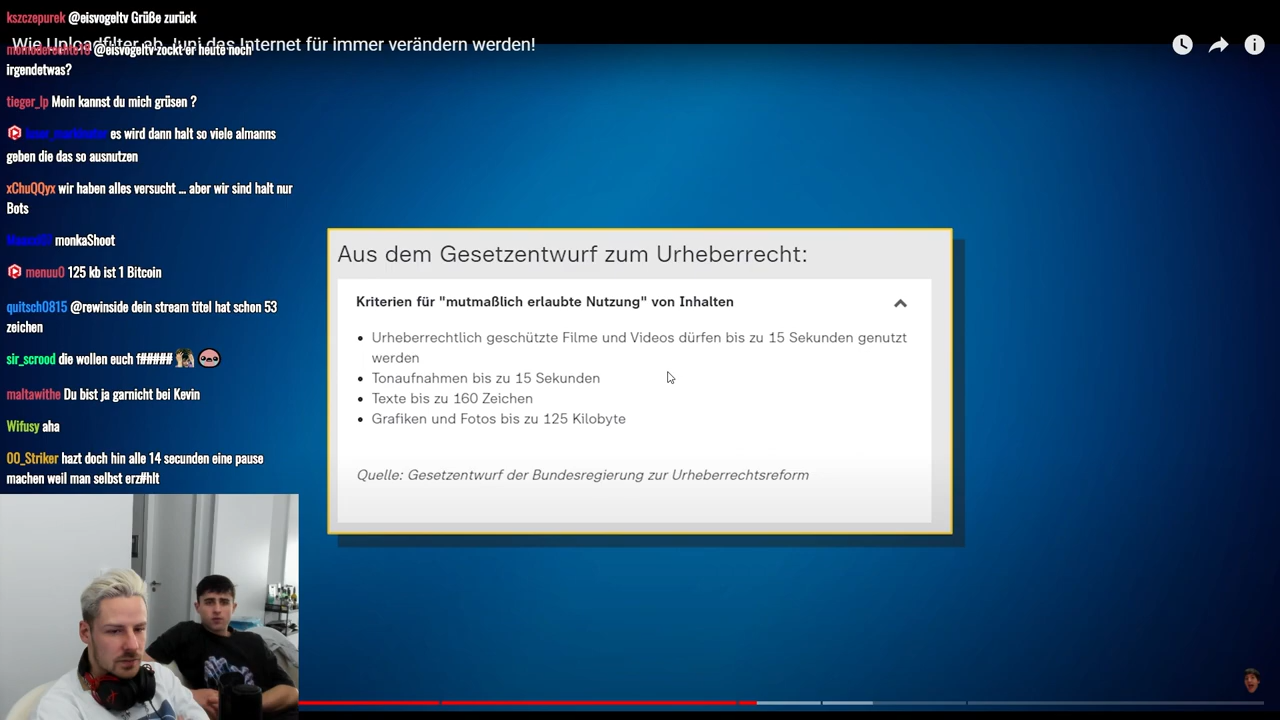 kszczepurek @eisvogeltv Grüße zurück
Wie Uploadfilter ab Juni das Internet für immer verändern werden!
@eisvogeltv zockt er heute noch
irgendetwas?
tieger_lp Moin kannst du mich grüsen ?
es wird dann halt so viele almanns
geben die das so ausnutzen
xChuQQyx wir haben alles versucht ... aber wir sind halt nur
Bots
monkaShoot
menuu0 125 kb ist 1 Bitcoin
quitsch0815 @rewinside dein stream titel hat schon 53
zeichen
sir_scrood die wollen euch f#####
maltawithe Du bist ja garnicht bei Kevin
Wifusy aha
OO_Striker hazt doch hin alle 14 secunden eine pause
machen weil man selbst erz#hlt
Aus dem Gesetzentwurf zum Urheberrecht:
Kriterien für "mutmaßlich erlaubte Nutzung" von Inhalten
• Urheberrechtlich geschützte Filme und Videos dürfen bis zu 15 Sekunden genutzt
werden
• Tonaufnahmen bis zu 15 Sekunden
• Texte bis zu 160 Zeichen
• Grafiken und Fotos bis zu 125 Kilobyte
Quelle: Gesetzentwurf der Bundesregierung zur Urheberrechtsreform